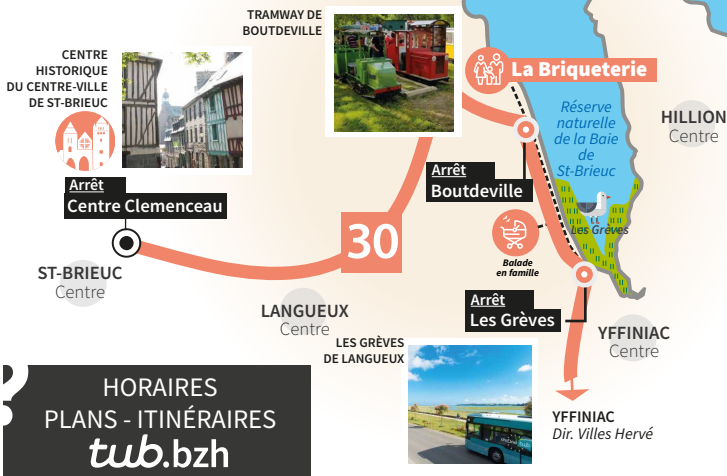 TRAMWAY DE
BOUTDEVILLE
CENTRE
HISTORIQUE
DU CENTRE-VILLE
DE ST-BRIEUC
La Briqueterie
Réserve
naturelle
de la Baie
de
St-Brieuc
HILLION
Centre
Arrêt
Boutdeville
Arrêt
Centre Clemenceau
Les Grèves
30
Balade
en famille
ST-BRIEUC
Centre
Arrêt
Les Grèves
LANGUEUX
Centre
YFFINIAC
Centre
LES GRÈVES
DE LANGUEUX
HORAIRES
PLANS - ITINÉRAIRES
tub.bzh
YFFINIAC
Dir. Villes Hervé